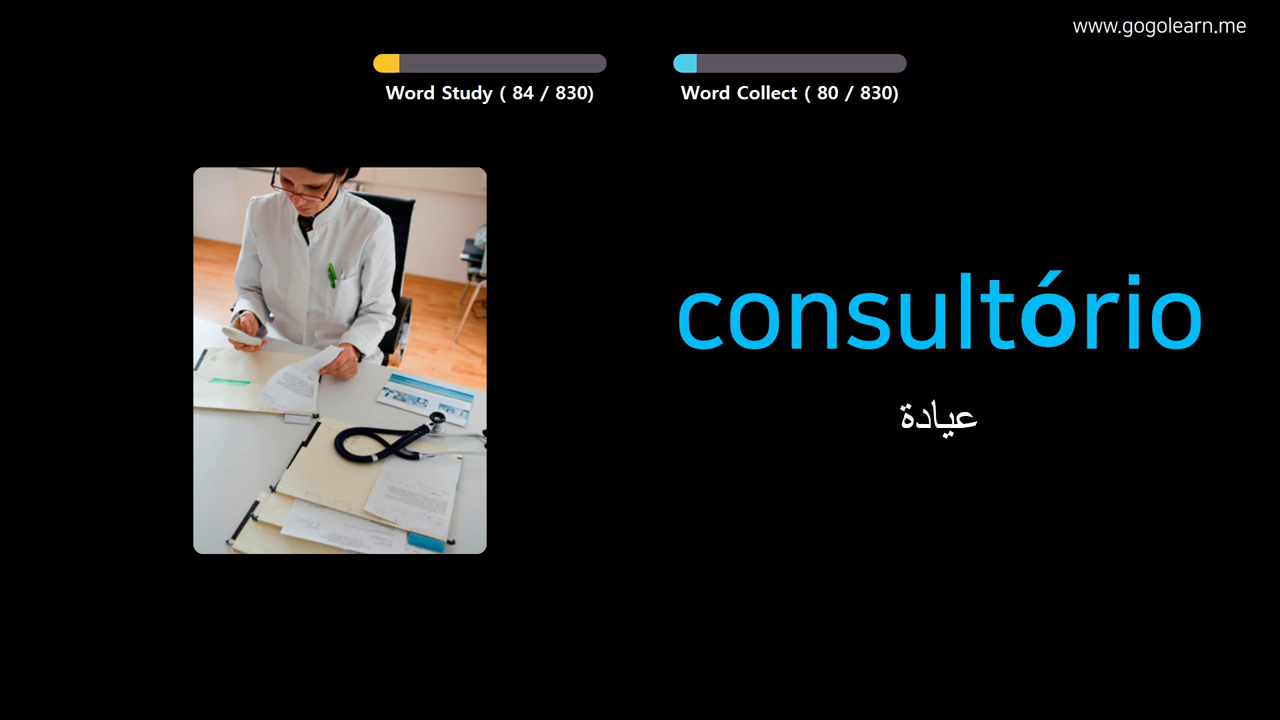 www.gogolearn.me
Word Study ( 84 / 830)
Word Collect ( 80 / 830)
consultório
عيادة